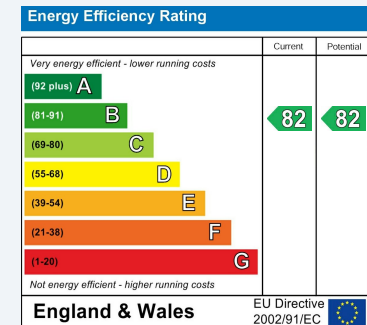 Energy Efficiency Rating
Current Potential
Very energy efficient - lower running costs
(92 plus) A
(81-91) B 82 82
(69-80) C
(55-68) D
(39-54) E
(21-38) F
(1-20) G
Not energy efficient - higher running costs
England & Wales
EU Directive
2002/91/EC